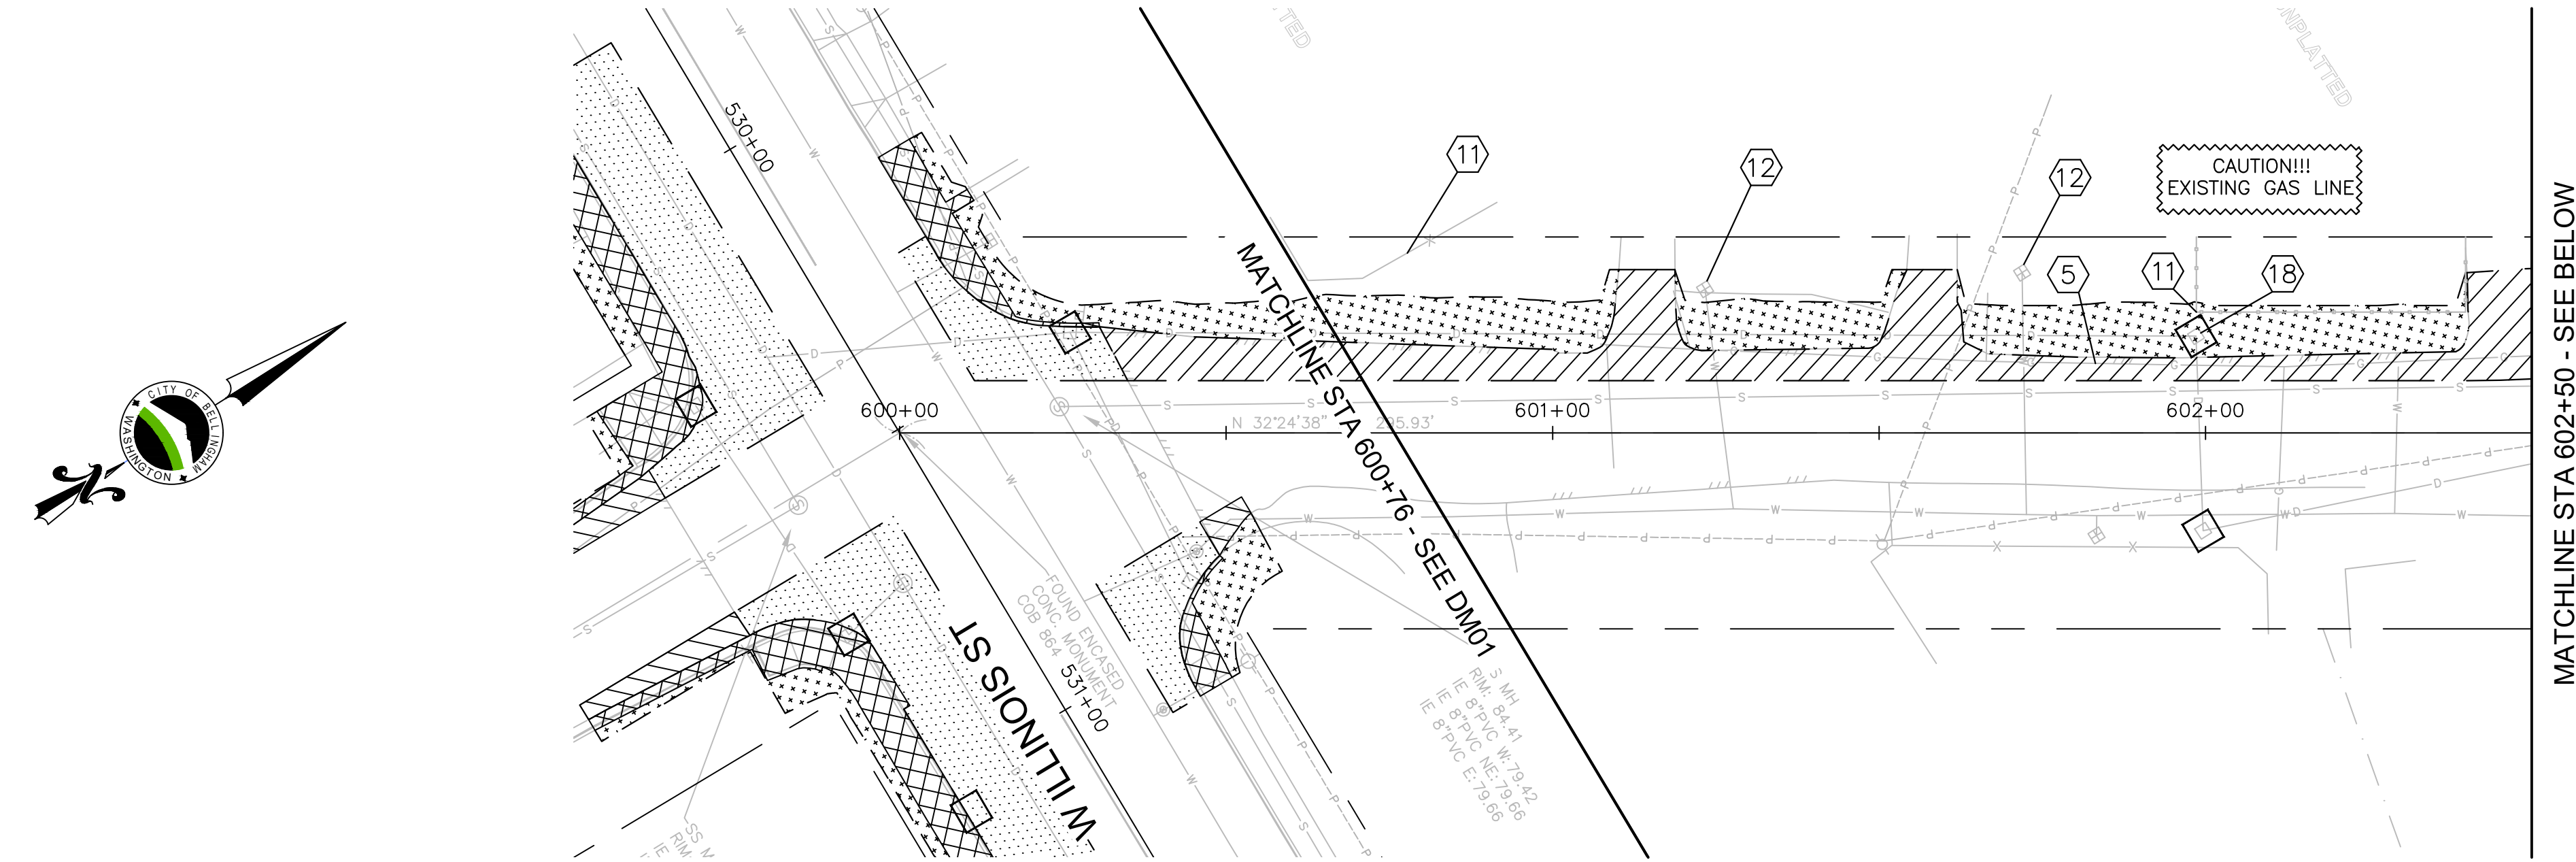 CITY OF BELLINGHAM
WASHINGTON
530+00
11
12
12
CAUTION!!!
EXISTING GAS LINE
5
11
18
600+00
601+00
602+00
N 32°24'38"
MATCHLINE STA 600+76 - SEE DM01
MATCHLINE STA 602+50 - SEE BELOW
FOUND ENCASED
CONC. MONUMENT
COB 864
531+00
W ILLINOIS ST
RIM: 84.41
IE 8"PVC W:79.42
IE 8"PVC NE:79.66
IE 8"PVC E:79.66